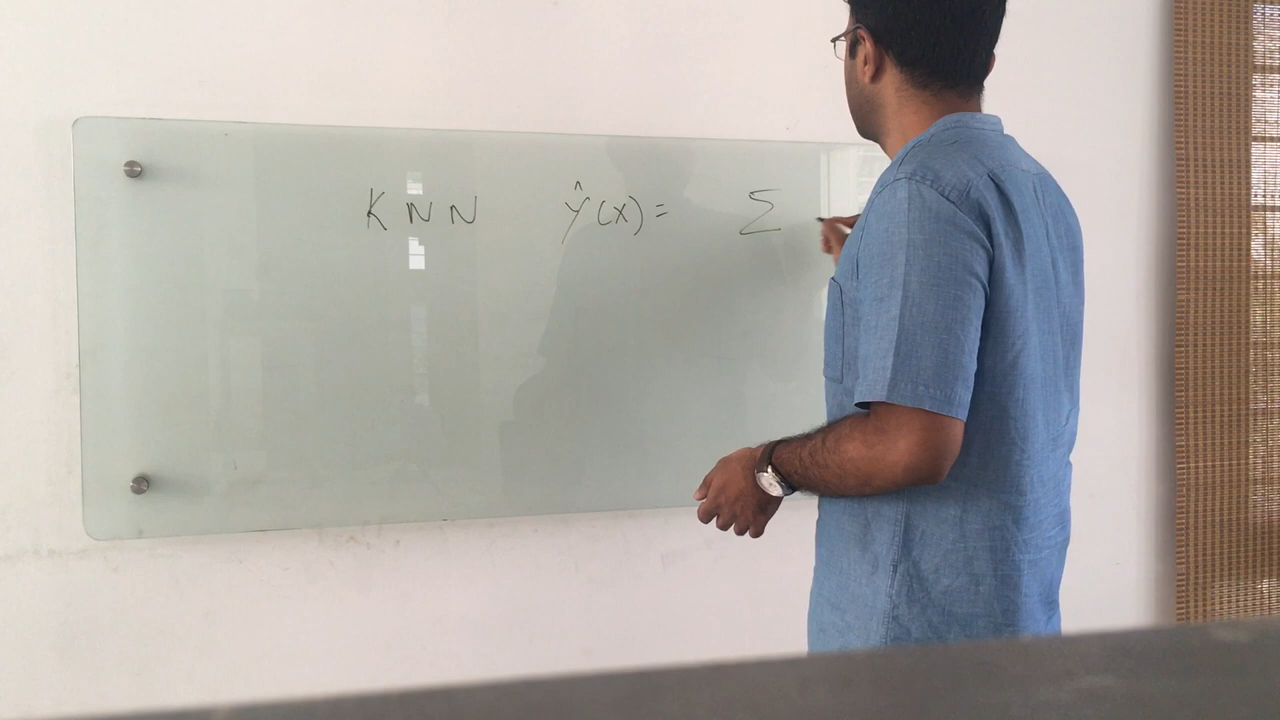 KNN ŷ(x) = Σ